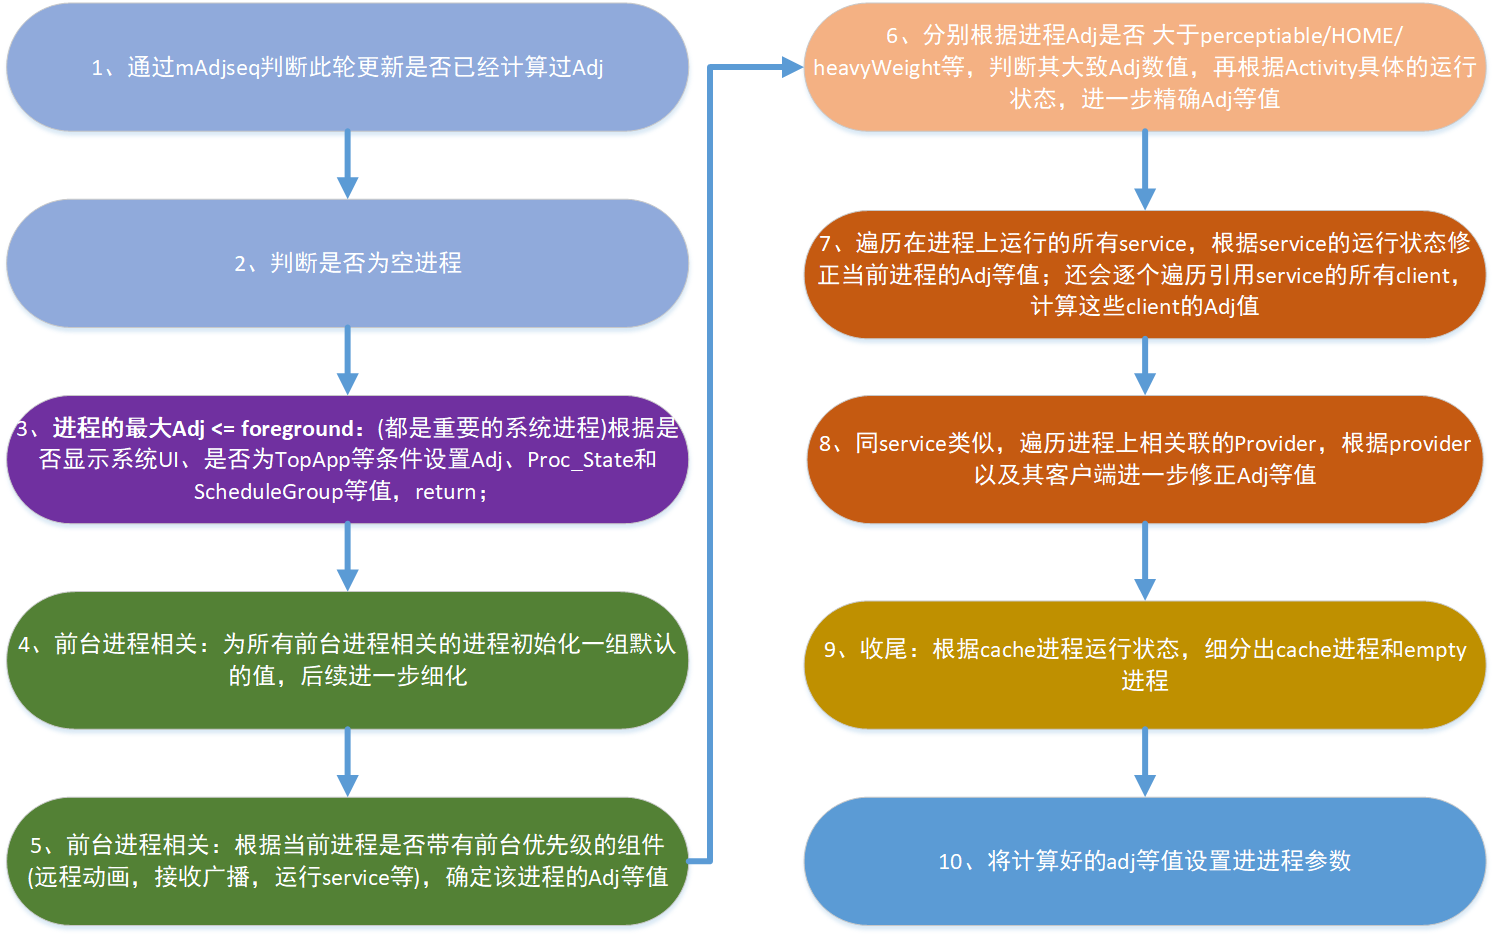 1、通过mAdjseq判断此轮更新是否已经计算过Adj
2、判断是否为空进程
3、进程的最大Adj <= foreground：(都是重要的系统进程)根据是
否显示系统UI、是否为TopApp等条件设置Adj、Proc_State和
ScheduleGroup等值，return；
4、前台进程相关：为所有前台进程相关的进程初始化一组默认
的值，后续进一步细化
5、前台进程相关：根据当前进程是否带有前台优先级的组件
(远程动画，接收广播，运行service等)，确定该进程的Adj等值
6、分别根据进程Adj是否 大于perceptiable/HOME/
heavyWeight等，判断其大致Adj数值，再根据Activity具体的运行
状态，进一步精确Adj等值
7、遍历在进程上运行的所有service，根据service的运行状态修
正当前进程的Adj等值；还会逐个遍历引用service的所有client，
计算这些client的Adj值
8、同service类似，遍历进程上相关联的Provider，根据provider
以及其客户端进一步修正Adj等值
9、收尾：根据cache进程运行状态，细分出cache进程和empty
进程
10、将计算好的adj等值设置进进程参数